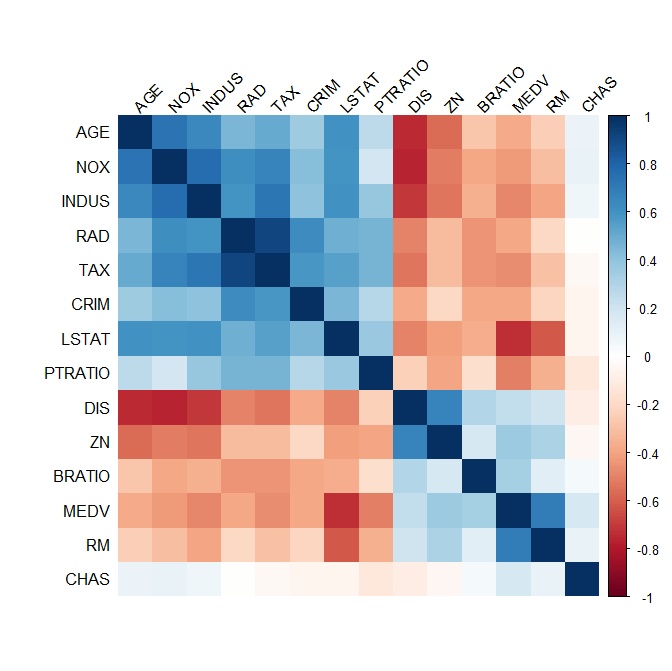 AGE NOX INDUS RAD TAX CRIM LSTAT PTRATIO DIS ZN BRATIO MEDV RM CHAS
AGE
NOX
INDUS
RAD
TAX
CRIM
LSTAT
PTRATIO
DIS
ZN
BRATIO
MEDV
RM
CHAS
1
0.8
0.6
0.4
0.2
0
-0.2
-0.4
-0.6
-0.8
-1